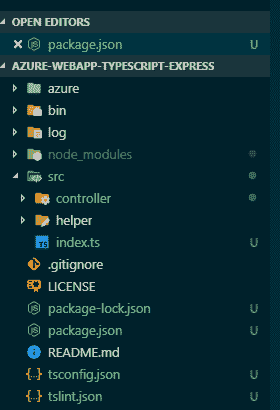 OPEN EDITORS
package.json U
AZURE-WEBAPP-TYPESCRIPT-EXPRESS
azure
bin
log
node_modules
src
controller
helper
TS index.ts U
.gitignore
LICENSE
package-lock.json U
package.json U
README.md
tsconfig.json U
tslint.json U